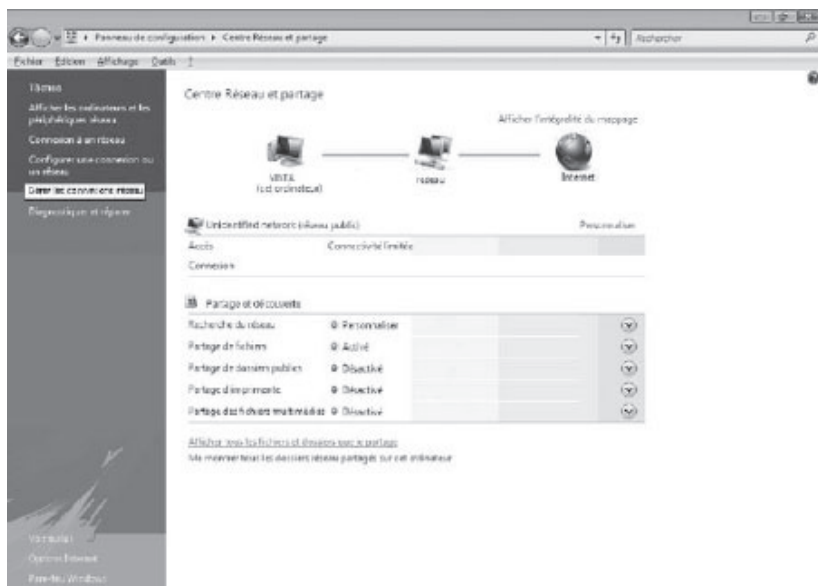 Panneau de configuration ▸ Centre Réseau et partage
Rechercher
Fichier Edition Affichage Outils ?
Tâches
Afficher les ordinateurs et les
périphériques réseau
Connexion à un réseau
Configurer une connexion ou
un réseau
Gérer les connexions réseau
Diagnostiquer et réparer
Centre Réseau et partage
Afficher l'intégralité du mappage
VISTA
(cet ordinateur)
réseau
Internet
Unidentified network (réseau public)
Personnaliser
Accès Connectivité limitée
Connexion
Partage et découverte
Recherche du réseau Personnaliser
Partage de fichiers Activé
Partage de dossiers publics Désactivé
Partage d'imprimante Désactivé
Partage des fichiers multimédias Désactivé
Afficher tous les fichiers et dossiers que je partage
Me montrer tous les dossiers réseau partagés sur cet ordinateur
Voir aussi
Options Internet
Pare-feu Windows